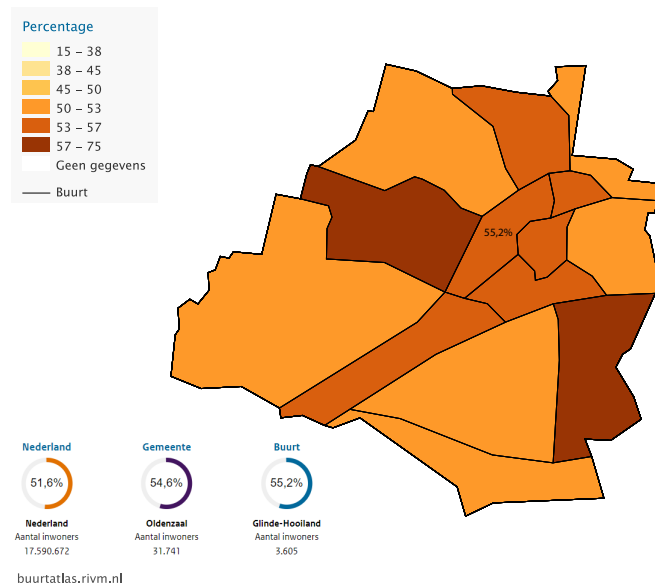 Percentage
15 – 38
38 – 45
45 – 50
50 – 53
53 – 57
57 – 75
Geen gegevens
Buurt
55,2%
Nederland
Gemeente
Buurt
51,6%
54,6%
55,2%
Nederland
Oldenzaal
Glinde-Hooiland
Aantal inwoners
Aantal inwoners
Aantal inwoners
17.590.672
31.741
3.605
buurtatlas.rivm.nl